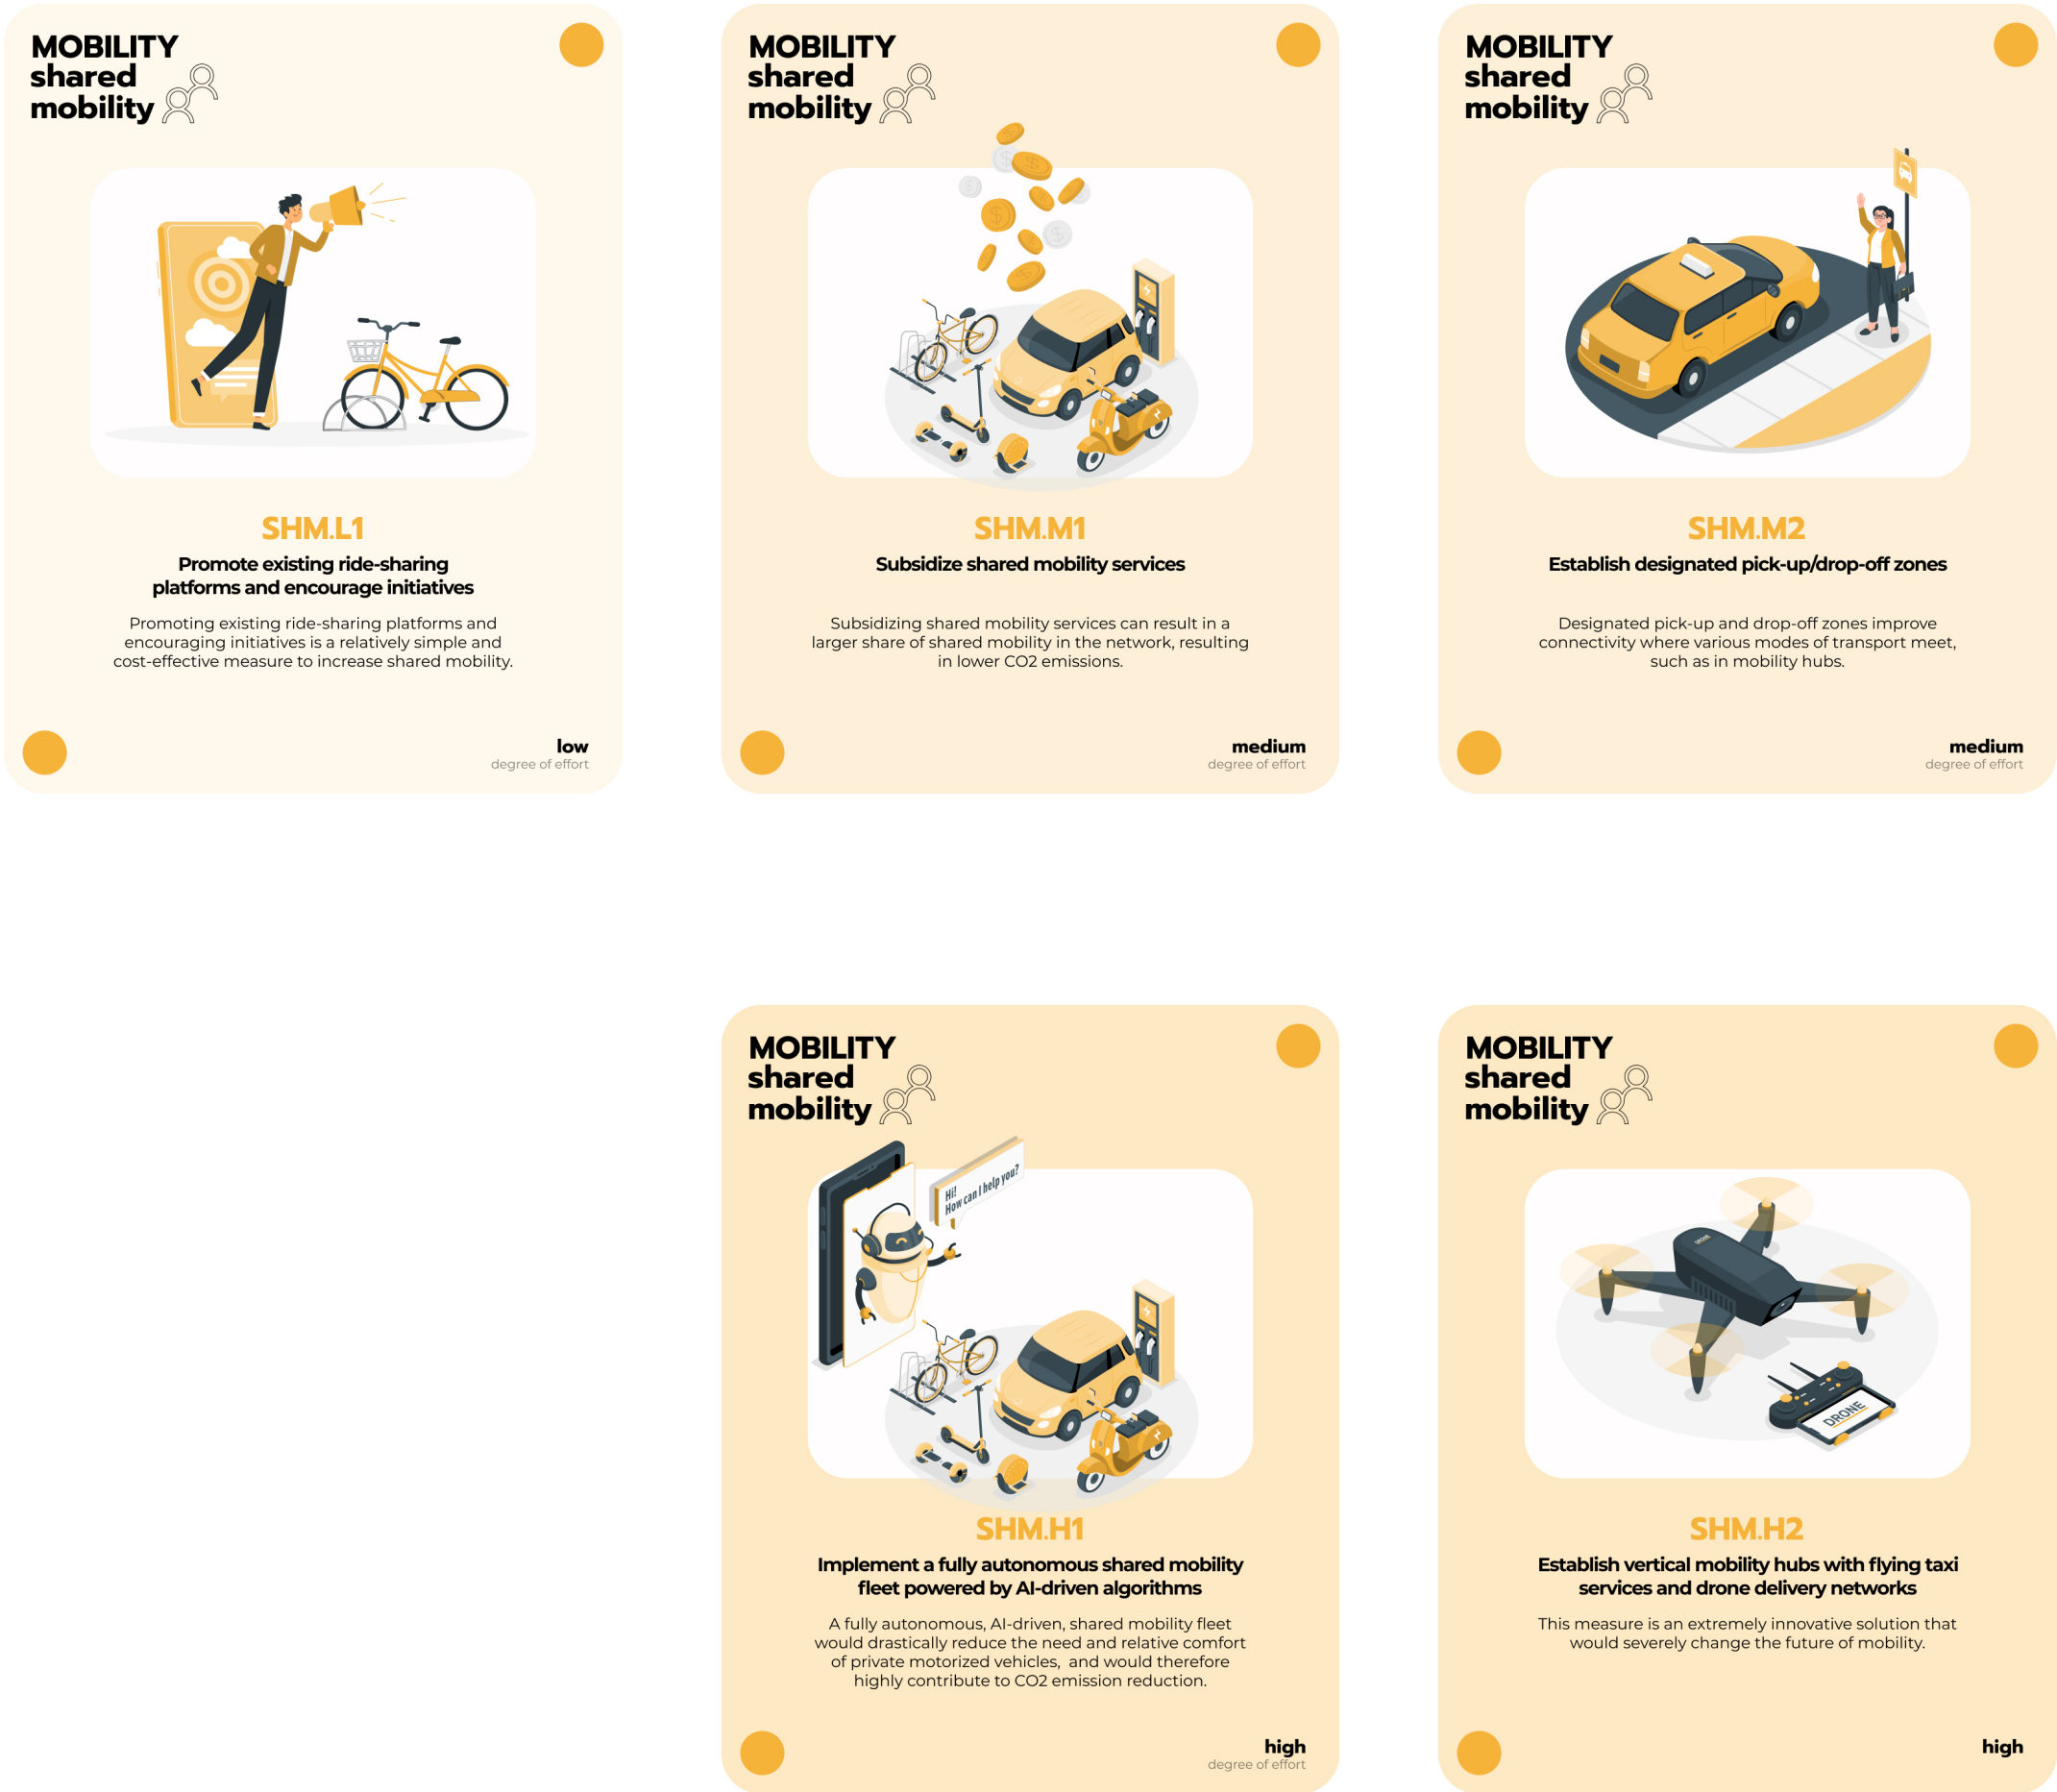 MOBILITY
shared
mobility
SHM.L1
Promote existing ride-sharing
platforms and encourage initiatives
Promoting existing ride-sharing platforms and
encouraging initiatives is a relatively simple and
cost-effective measure to increase shared mobility.
low
degree of effort
MOBILITY
shared
mobility
SHM.M1
Subsidize shared mobility services
Subsidizing shared mobility services can result in a
larger share of shared mobility in the network, resulting
in lower CO2 emissions.
medium
degree of effort
MOBILITY
shared
mobility
SHM.M2
Establish designated pick-up/drop-off zones
Designated pick-up and drop-off zones improve
connectivity where various modes of transport meet,
such as in mobility hubs.
medium
degree of effort
MOBILITY
shared
mobility
Hi!
How can I help you?
SHM.H1
Implement a fully autonomous shared mobility
fleet powered by AI-driven algorithms
A fully autonomous, AI-driven, shared mobility fleet
would drastically reduce the need and relative comfort
of private motorized vehicles,  and would therefore
highly contribute to CO2 emission reduction.
high
degree of effort
MOBILITY
shared
mobility
DRONE
DRONE
SHM.H2
Establish vertical mobility hubs with flying taxi
services and drone delivery networks
This measure is an extremely innovative solution that
would severely change the future of mobility.
high